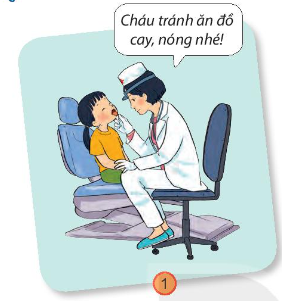 Cháu tránh ăn đồ
cay, nóng nhé!
1